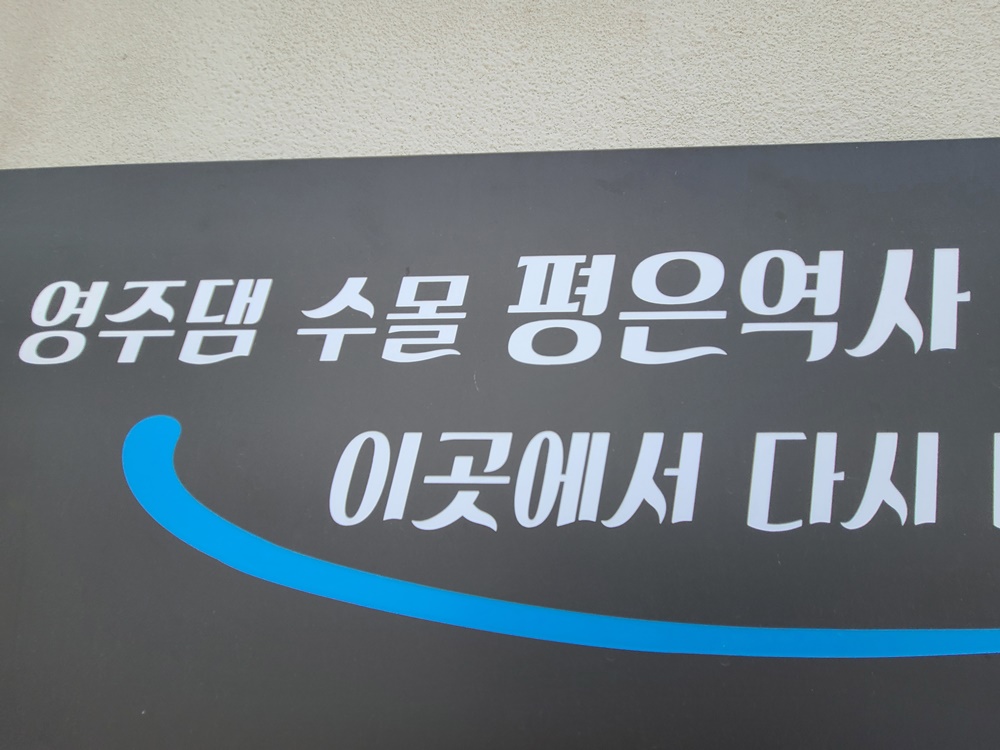 영주댐 수몰 평은역사
이곳에서 다시